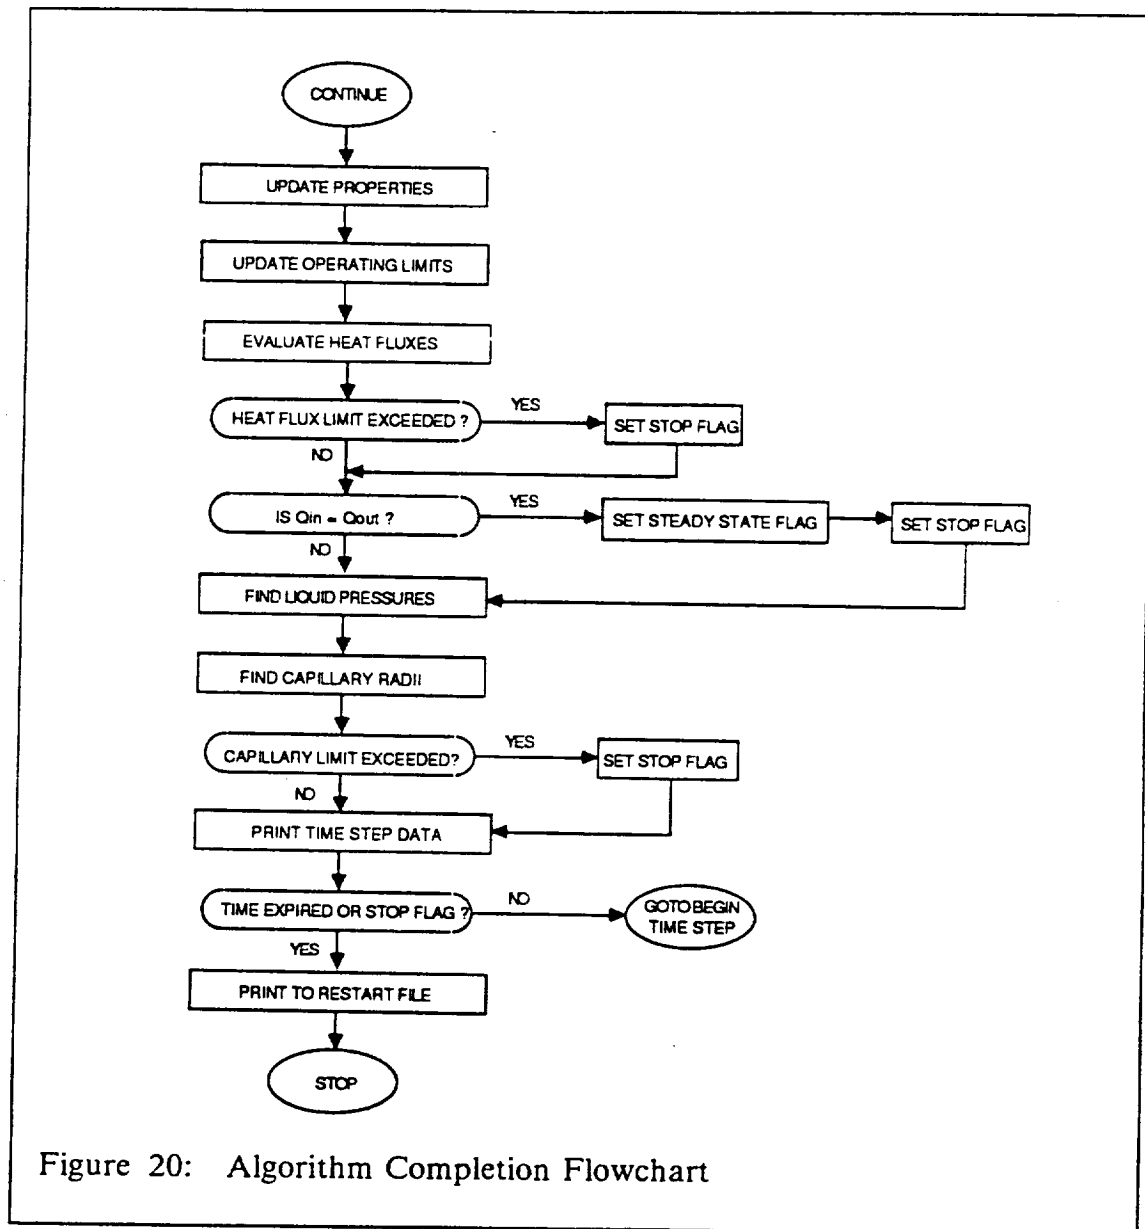 CONTINUE
UPDATE PROPERTIES
UPDATE OPERATING LIMITS
EVALUATE HEAT FLUXES
HEAT FLUX LIMIT EXCEEDED ?
YES
SET STOP FLAG
NO
IS Qin = Qout ?
YES
SET STEADY STATE FLAG
SET STOP FLAG
NO
FIND LIQUID PRESSURES
FIND CAPILLARY RADII
CAPILLARY LIMIT EXCEEDED?
YES
SET STOP FLAG
NO
PRINT TIME STEP DATA
TIME EXPIRED OR STOP FLAG ?
NO
GOTO BEGIN
TIME STEP
YES
PRINT TO RESTART FILE
STOP
Figure 20: Algorithm Completion Flowchart